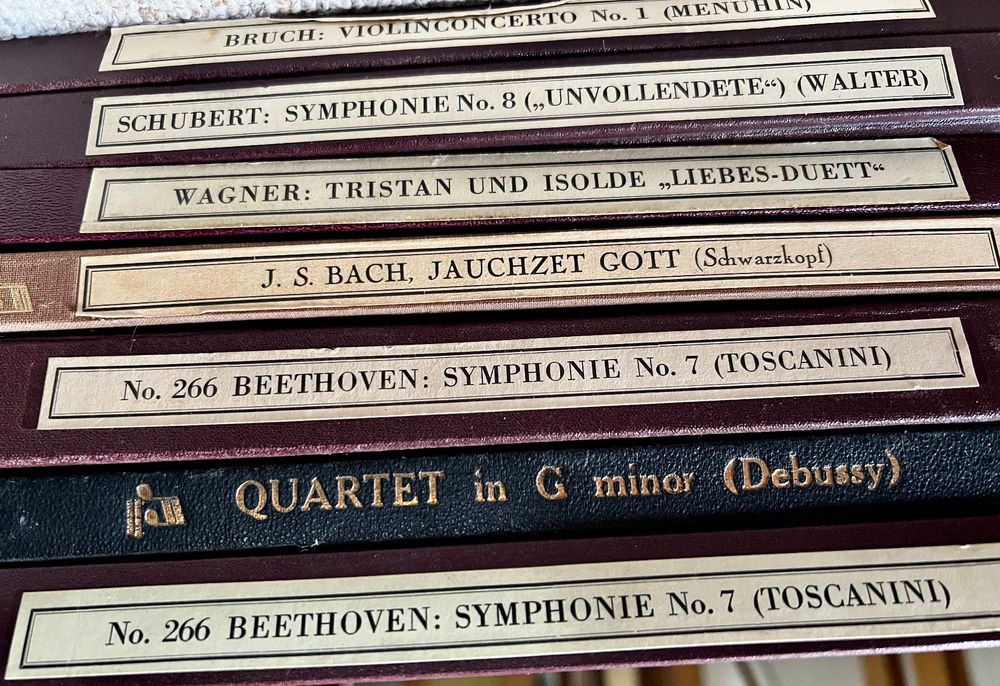 BRUCH: VIOLINCONCERTO No. 1 (MENUHIN)
SCHUBERT: SYMPHONIE No. 8 („UNVOLLENDETE“) (WALTER)
WAGNER: TRISTAN UND ISOLDE „LIEBES-DUETT“
J. S. BACH, JAUCHZET GOTT (Schwarzkopf)
No. 266 BEETHOVEN: SYMPHONIE No. 7 (TOSCANINI)
QUARTET in G minor (Debussy)
No. 266 BEETHOVEN: SYMPHONIE No. 7 (TOSCANINI)